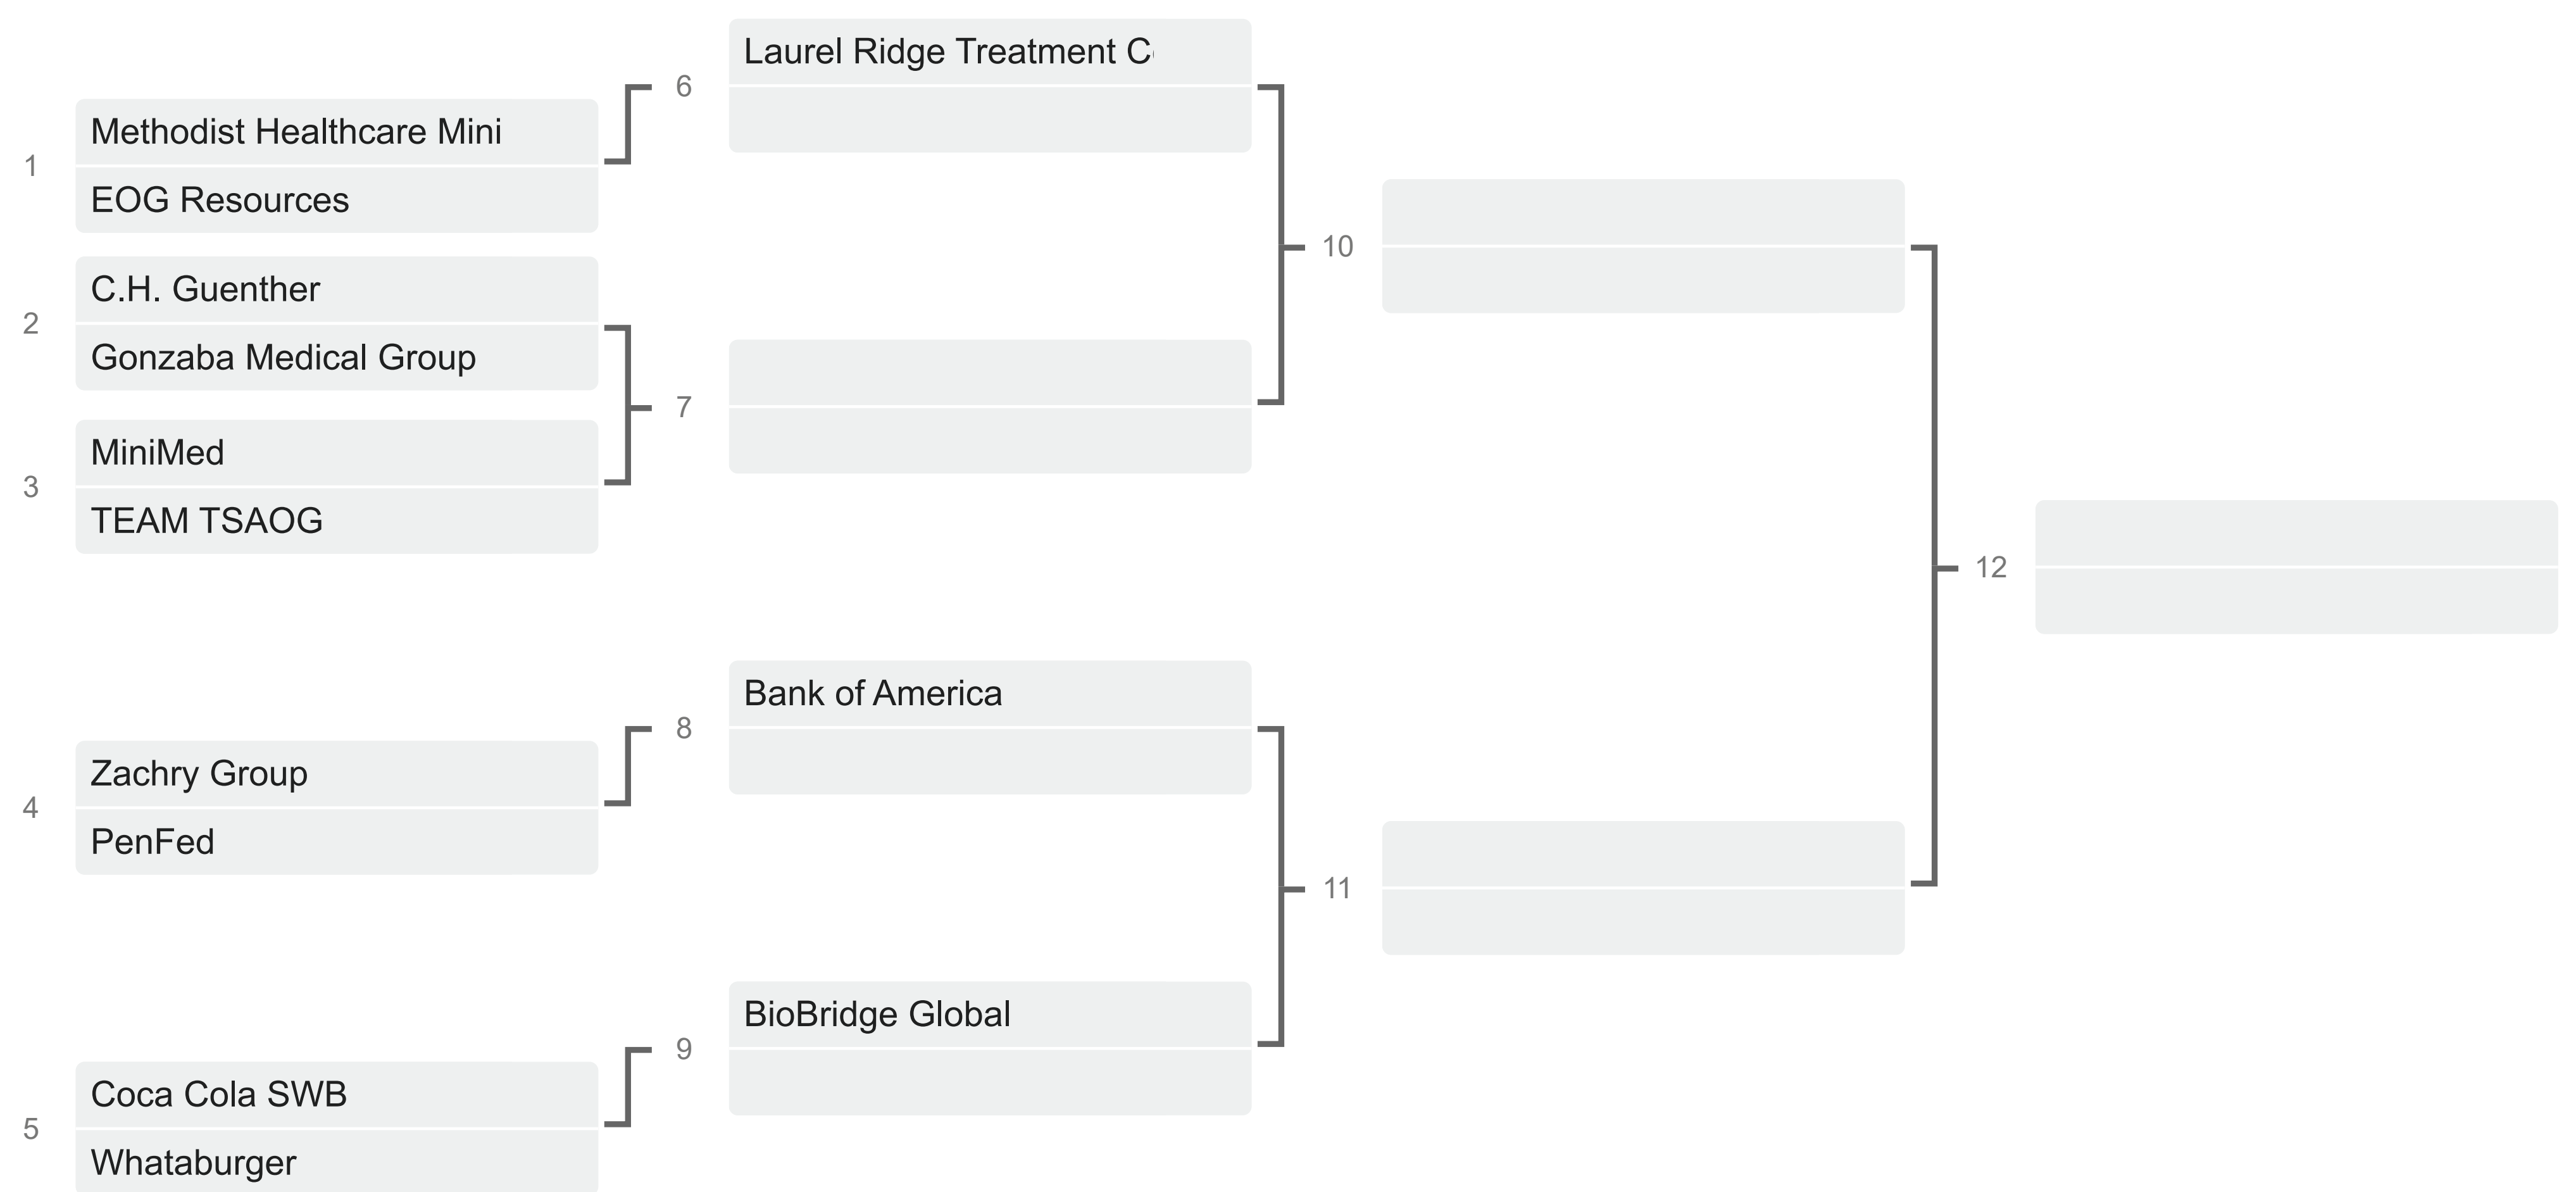 Laurel Ridge Treatment C
6
Methodist Healthcare Mini
1
EOG Resources
C.H. Guenther
2
Gonzaba Medical Group
7
MiniMed
3
TEAM TSAOG
10
12
Bank of America
8
Zachry Group
4
PenFed
11
BioBridge Global
9
Coca Cola SWB
5
Whataburger